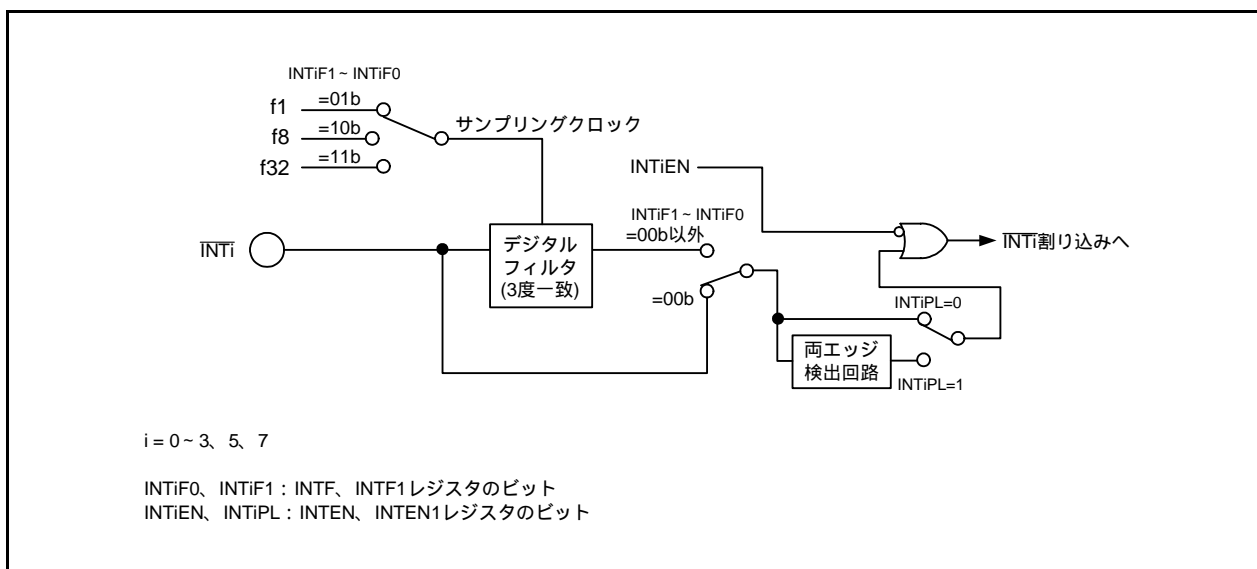 INTiF1~INTiF0
f1
=01b
f8
=10b
f32
=11b
サンプリングクロック
INTiEN
INTiF1~INTiF0
=00b以外
INTi
デジタル
フィルタ
(3度一致)
=00b
INTi割り込みへ
INTiPL=0
両エッジ
検出回路
INTiPL=1
i = 0~3、5、7
INTiF0、INTiF1:INTF、INTF1レジスタのビット
INTiEN、INTiPL:INTEN、INTEN1レジスタのビット